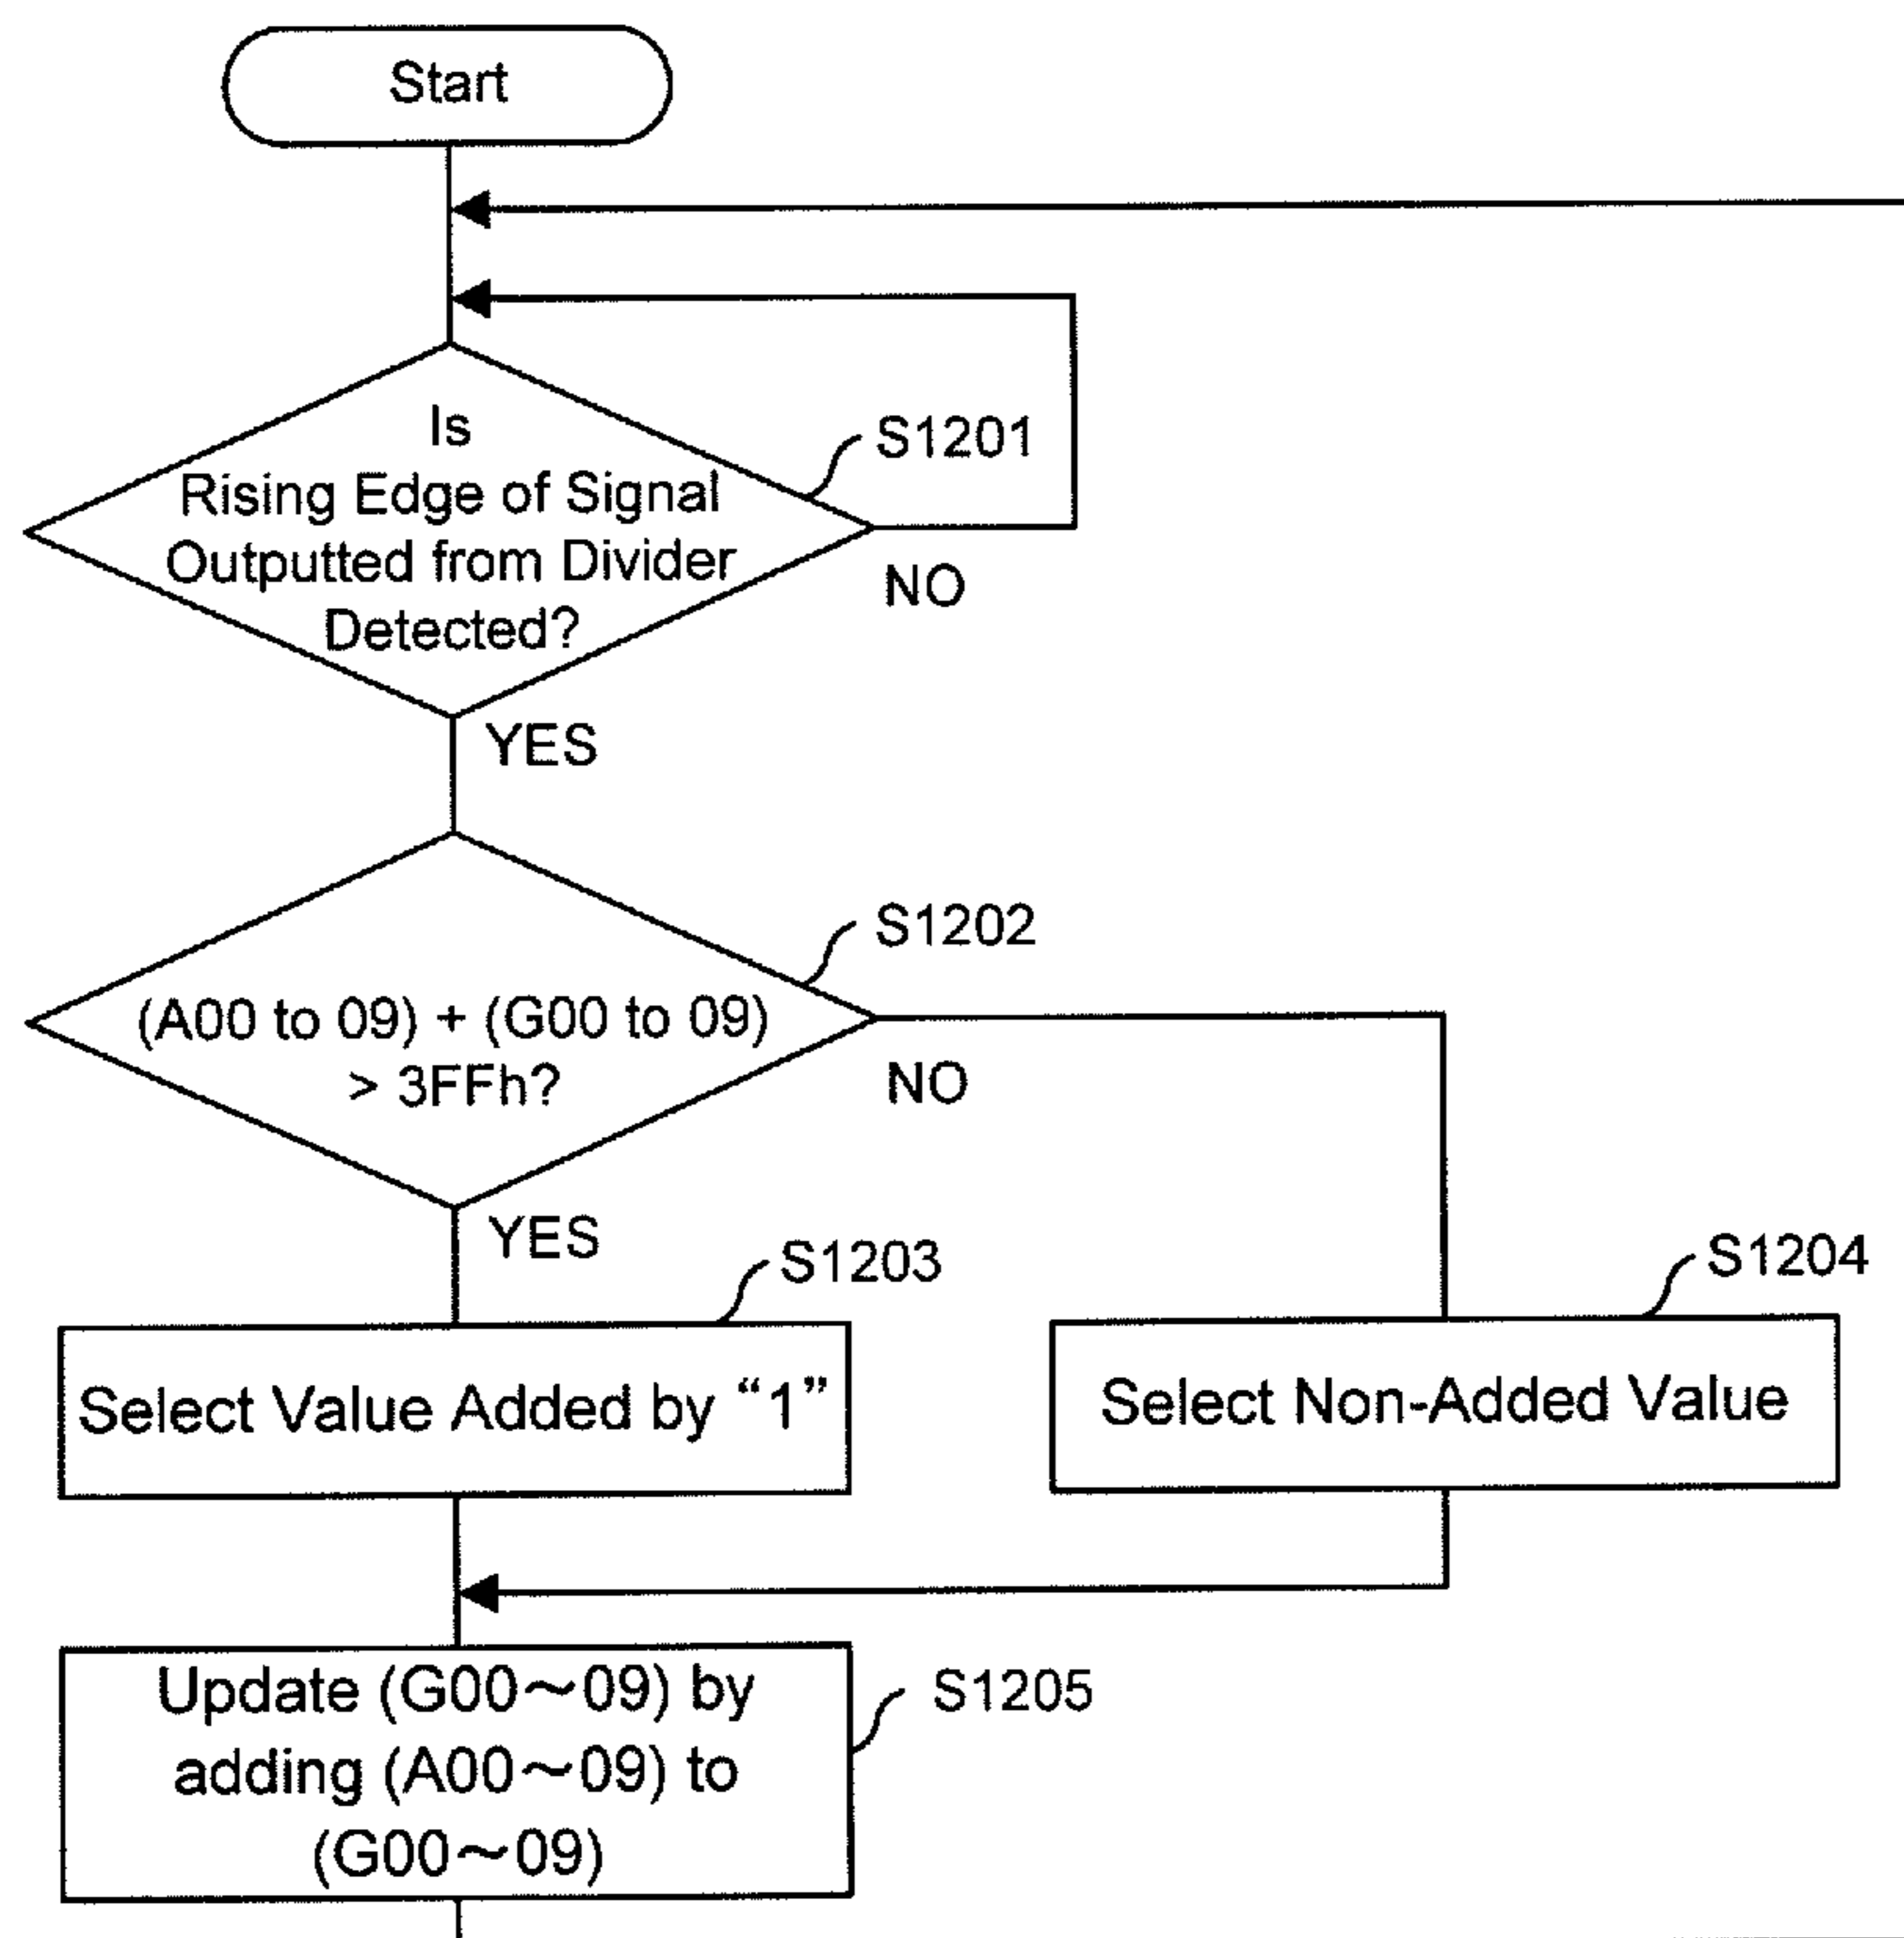 Start
Is
Rising Edge of Signal
Outputted from Divider
Detected?
S1201
NO
YES
S1202
(A00 to 09) + (G00 to 09)
> 3FFh?
NO
YES
S1203
S1204
Select Value Added by “1”
Select Non-Added Value
Update (G00～09) by
adding (A00～09) to
(G00～09)
S1205